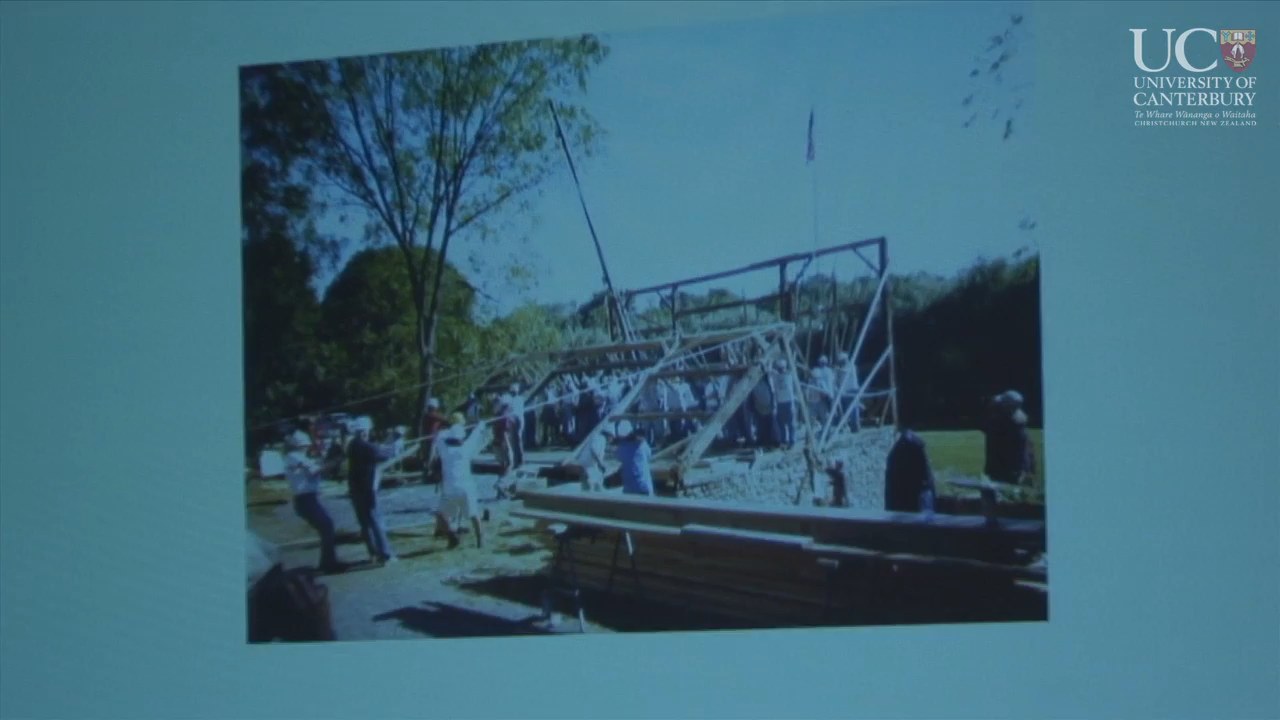 UC
UNIVERSITY OF
CANTERBURY
Te Whare Wānanga o Waitaha
CHRISTCHURCH NEW ZEALAND